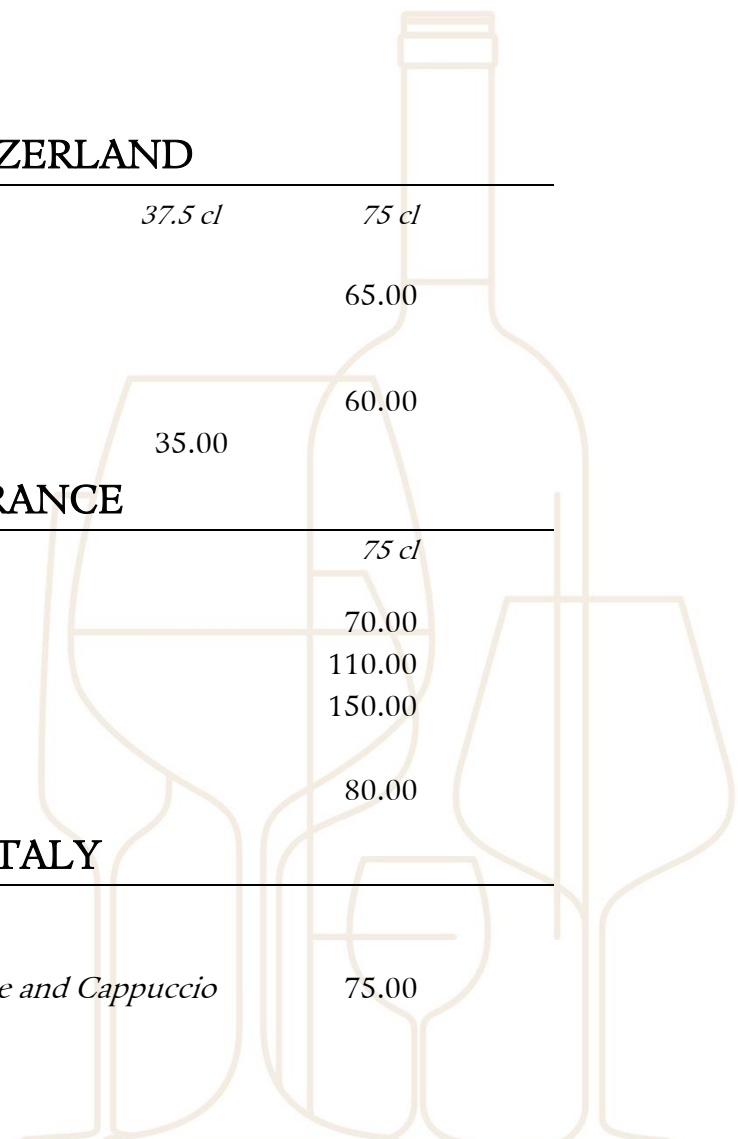 ZERLAND
37.5 cl 75 cl
65.00
60.00
35.00
RANCE
75 cl
70.00
110.00
150.00
80.00
TALY
e and Cappuccio 75.00